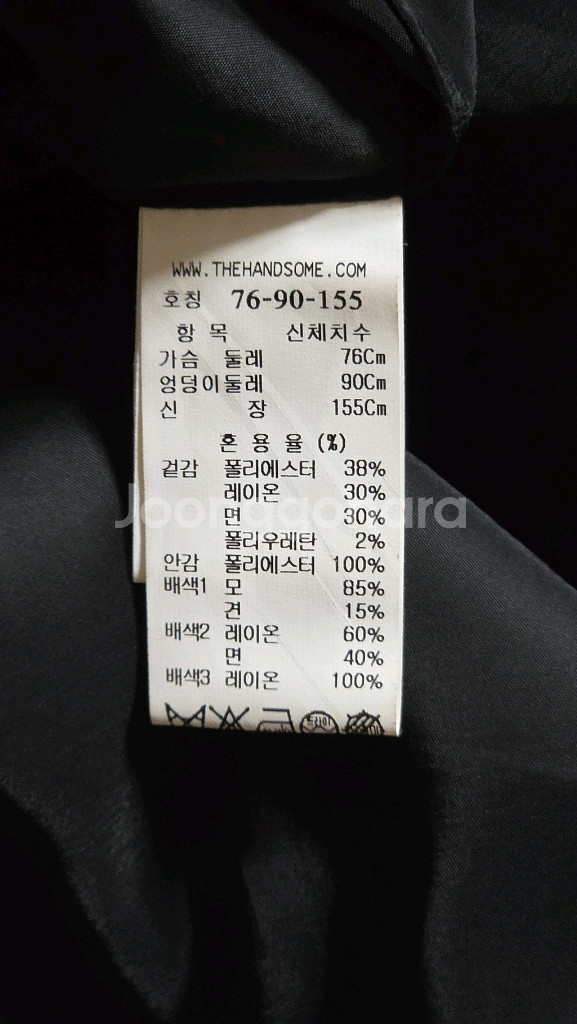 WWW.THEHANDSOME.COM
호칭 76-90-155
항 목 신체치수
가슴 둘레 76Cm
엉덩이둘레 90Cm
신 장 155Cm
혼 용 율 (%)
겉감 폴리에스터 38%
레이온 30%
면 30%
Joonggonara
폴리우레탄 2%
안감 폴리에스터 100%
배색1 모 85%
견 15%
배색2 레이온 60%
면 40%
배색3 레이온 100%
드라이